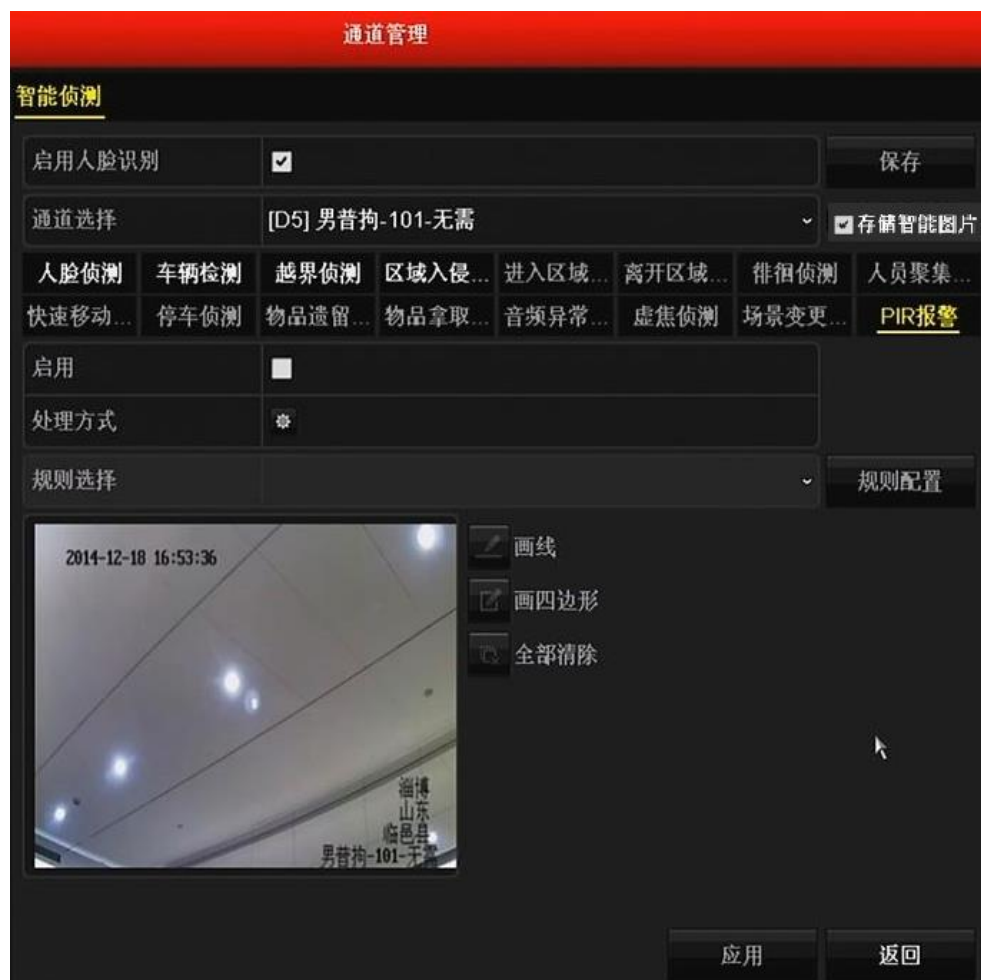 通道管理
智能侦测
启用人脸识别 保存
通道选择 [D5] 男普拘-101-无需 存储智能图片
人脸侦测 车辆检测 越界侦测 区域入侵... 进入区域... 离开区域... 徘徊侦测 人员聚集...
快速移动... 停车侦测 物品遗留... 物品拿取... 音频异常... 虚焦侦测 场景变更... PIR报警
启用
处理方式
规则选择 规则配置
2014-12-18 16:53:36
画线
画四边形
全部清除
淄博
山东
临邑县
男普拘-101-无需
应用 返回